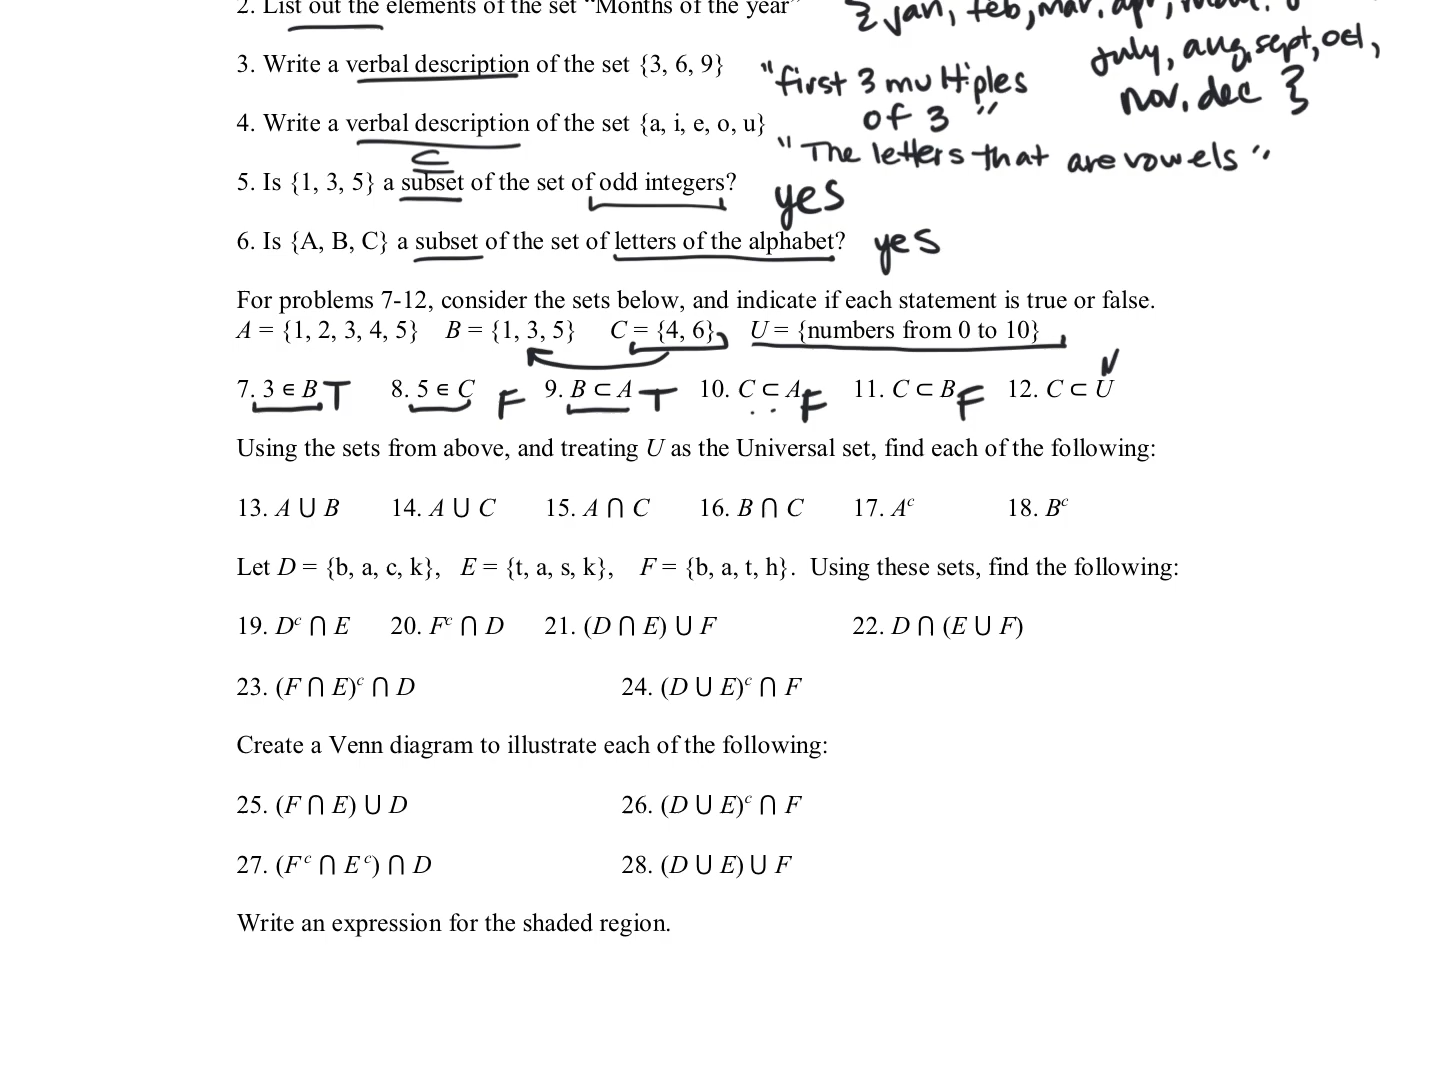 2. List out the elements of the set "Months of the year" { jan, feb, mar, apr,
July, aug, sept, oct,
3. Write a verbal description of the set {3, 6, 9} "first 3 multiples
of 3" nov, dec }
4. Write a verbal description of the set {a, i, e, o, u}
"The letters that are vowels"
⊂
5. Is {1, 3, 5} a subset of the set of odd integers? yes
6. Is {A, B, C} a subset of the set of letters of the alphabet? yes
For problems 7-12, consider the sets below, and indicate if each statement is true or false.
A = {1, 2, 3, 4, 5} B = {1, 3, 5} C = {4, 6} U = {numbers from 0 to 10}
7. 3 ∈ B T 8. 5 ∈ C F 9. B ⊂ A T 10. C ⊂ A F 11. C ⊂ B F 12. C ⊂ U
Using the sets from above, and treating U as the Universal set, find each of the following:
13. A ⋃ B 14. A ⋃ C 15. A ⋂ C 16. B ⋂ C 17. Aᶜ 18. Bᶜ
Let D = {b, a, c, k}, E = {t, a, s, k}, F = {b, a, t, h}. Using these sets, find the following:
19. Dᶜ ⋂ E 20. Fᶜ ⋂ D 21. (D ⋂ E) ⋃ F 22. D ⋂ (E ⋃ F)
23. (F ⋂ E)ᶜ ⋂ D 24. (D ⋃ E)ᶜ ⋂ F
Create a Venn diagram to illustrate each of the following:
25. (F ⋂ E) ⋃ D 26. (D ⋃ E)ᶜ ⋂ F
27. (Fᶜ ⋂ Eᶜ) ⋂ D 28. (D ⋃ E) ⋃ F
Write an expression for the shaded region.